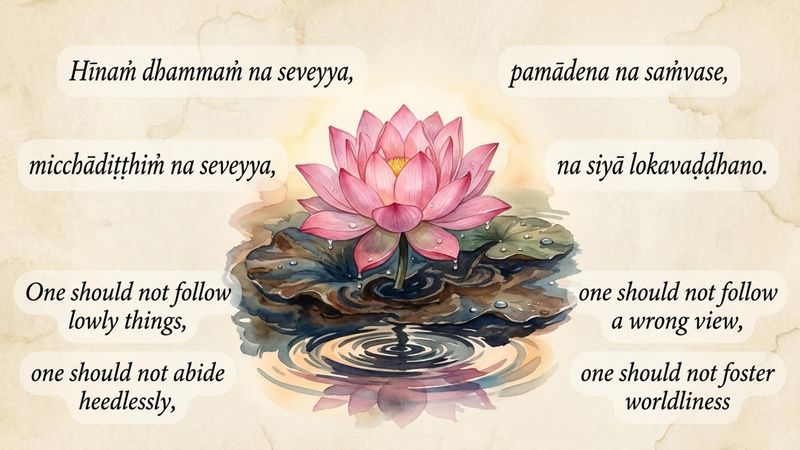 Hīnaṁ dhammaṁ na seveyya,
pamādena na saṁvase,
micchādiṭṭhiṁ na seveyya,
na siyā lokavaḍḍhano.
One should not follow
lowly things,
one should not abide
heedlessly,
one should not follow
a wrong view,
one should not foster
worldliness